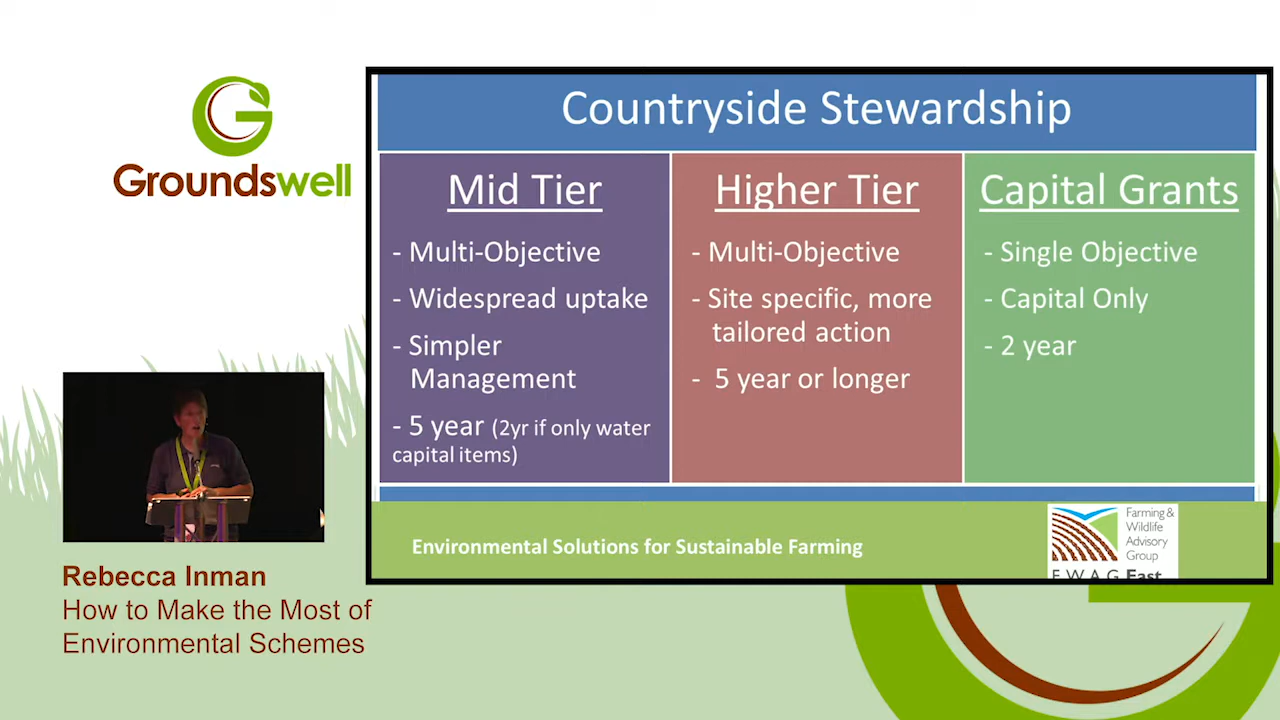 Groundswell
Countryside Stewardship
Mid Tier
- Multi-Objective
- Widespread uptake
- Simpler
Management
- 5 year (2yr if only water
capital items)
Higher Tier
- Multi-Objective
- Site specific, more
tailored action
- 5 year or longer
Capital Grants
- Single Objective
- Capital Only
- 2 year
Environmental Solutions for Sustainable Farming
Farming &
Wildlife
Advisory
Group
F.W.A.G East
Rebecca Inman
How to Make the Most of
Environmental Schemes